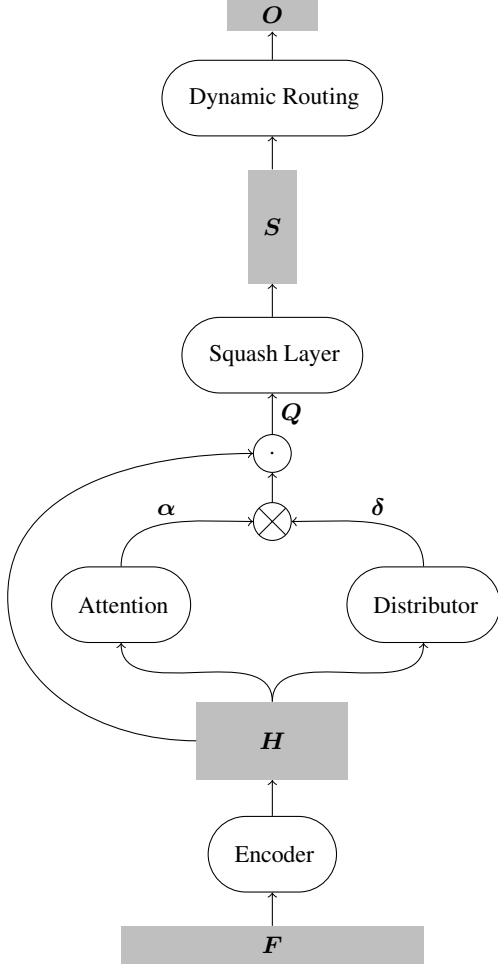 O
Dynamic Routing
S
Squash Layer
Q
·
α δ
Attention Distributor
H
Encoder
F